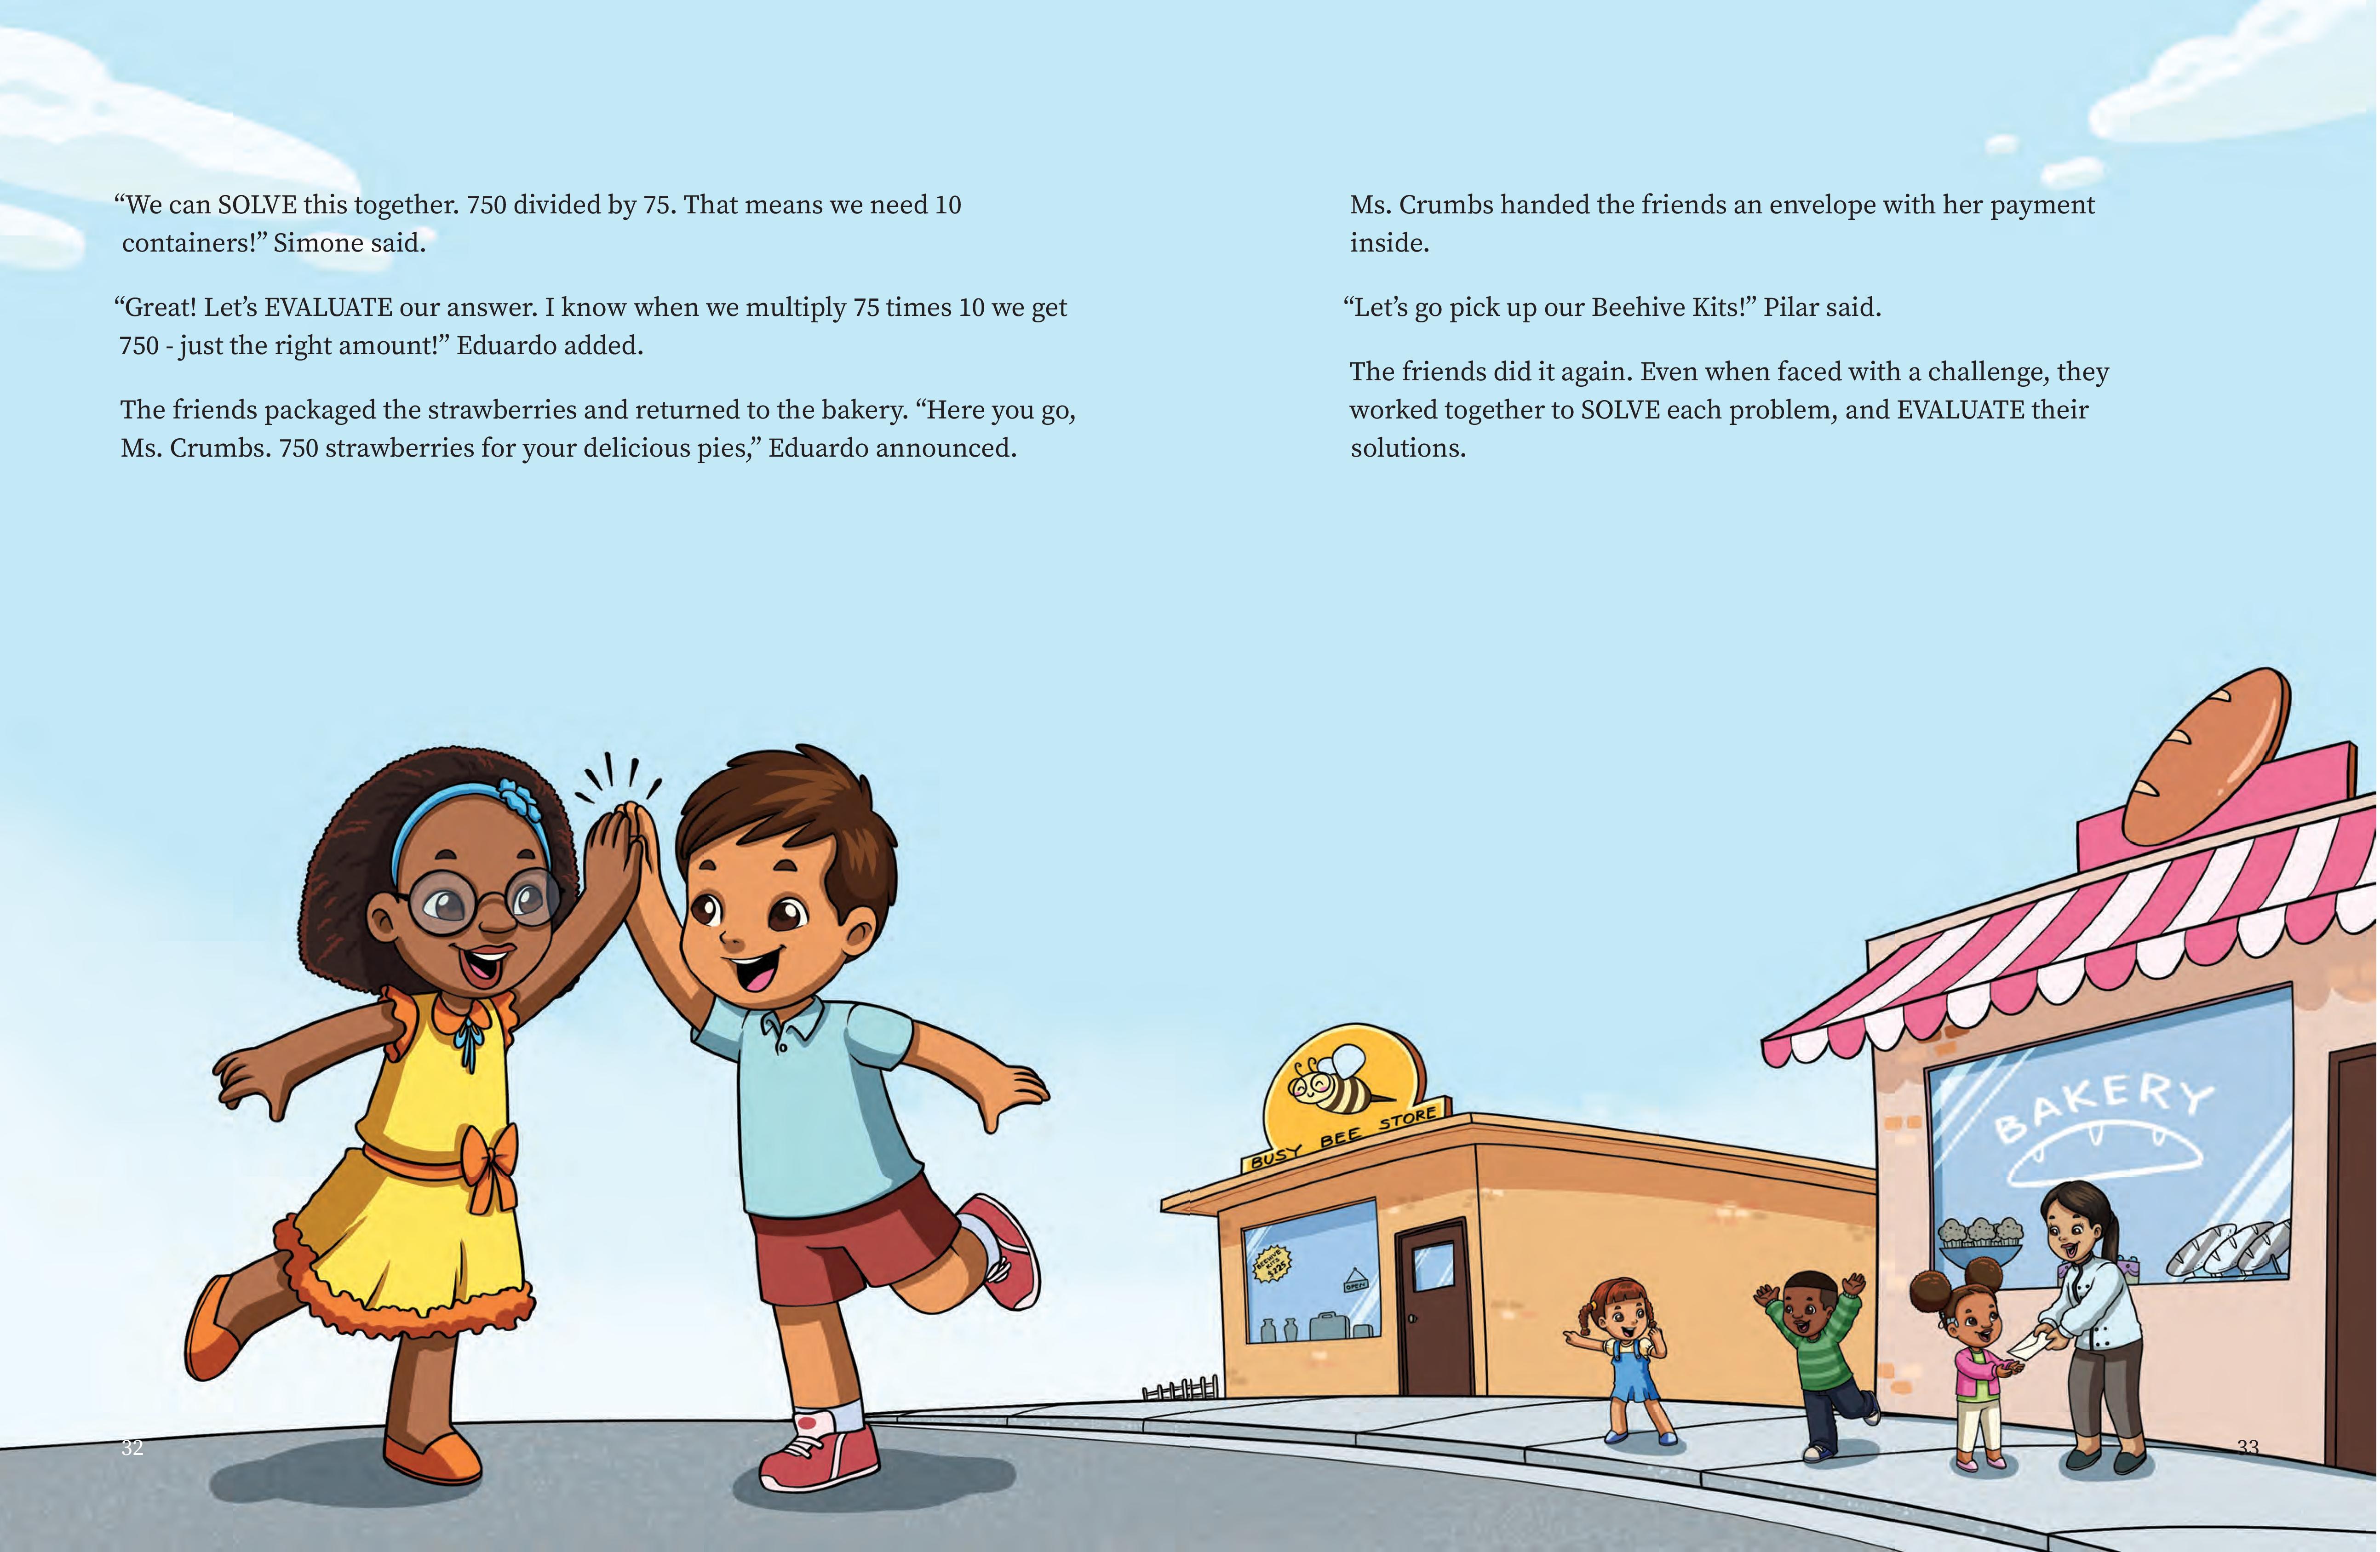 “We can SOLVE this together. 750 divided by 75. That means we need 10
containers!” Simone said.
“Great! Let’s EVALUATE our answer. I know when we multiply 75 times 10 we get
750 - just the right amount!” Eduardo added.
The friends packaged the strawberries and returned to the bakery. “Here you go,
Ms. Crumbs. 750 strawberries for your delicious pies,” Eduardo announced.
32
Ms. Crumbs handed the friends an envelope with her payment
inside.
“Let’s go pick up our Beehive Kits!” Pilar said.
The friends did it again. Even when faced with a challenge, they
worked together to SOLVE each problem, and EVALUATE their
solutions.
BUSY BEE STORE
BEEHIVE
KITS
$225
OPEN
BAKERY
33